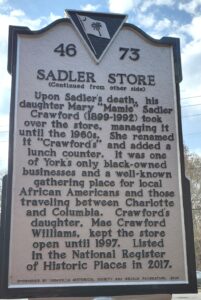 46 73
SADLER STORE
(Continued from other side)
Upon Sadler's death, his
daughter Mary "Mamie" Sadler
Crawford (1899-1992) took
over the store, managing it
until the 1960s. She renamed
it "Crawford's" and added a
lunch counter. It was one
of York's only black-owned
businesses and a well-known
gathering place for local
African Americans and those
traveling between Charlotte
and Columbia. Crawford's
daughter, Mae Crawford
Williams, kept the store
open until 1997. Listed
in the National Register
of Historic Places in 2017.